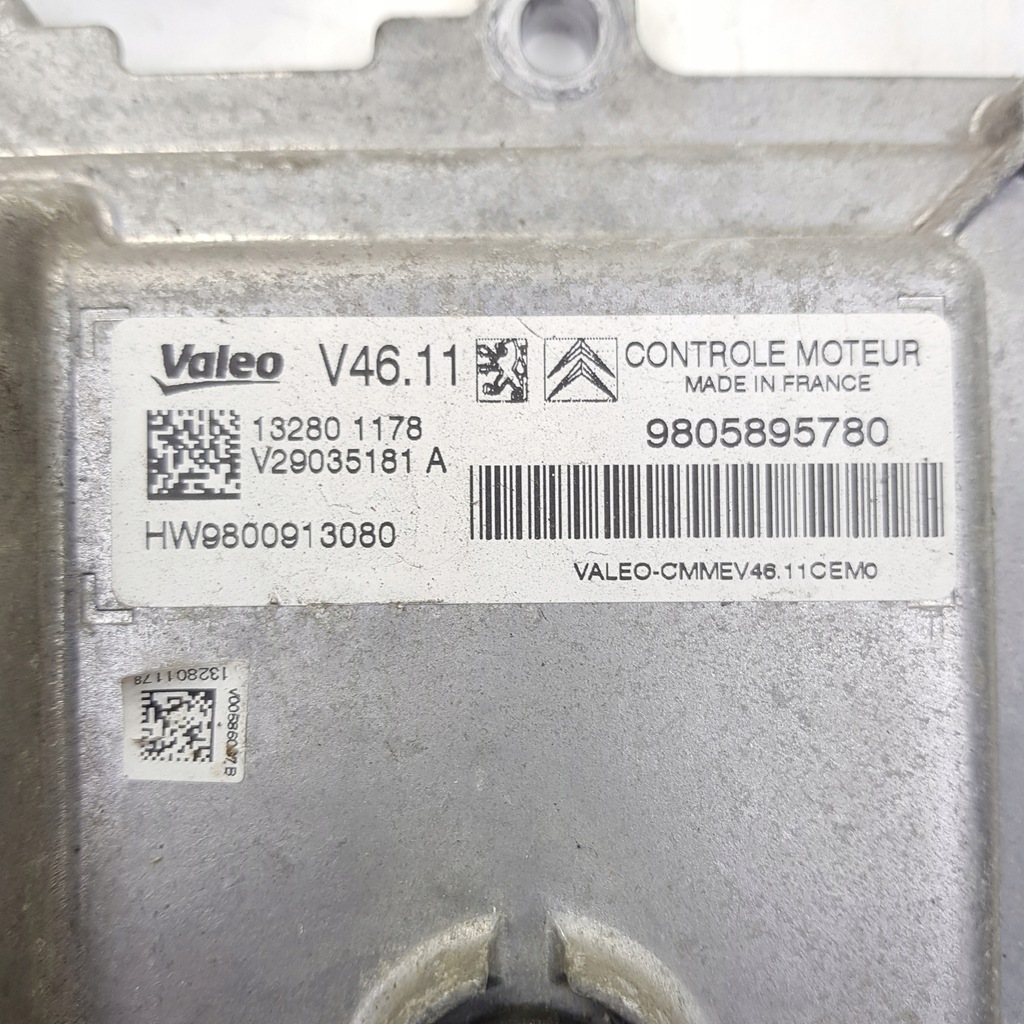 Valeo V46.11
CONTROLE MOTEUR
MADE IN FRANCE
13280 1178
V29035181 A
9805895780
HW9800913080
VALEO-CMMEV46.11CEM0
132801178